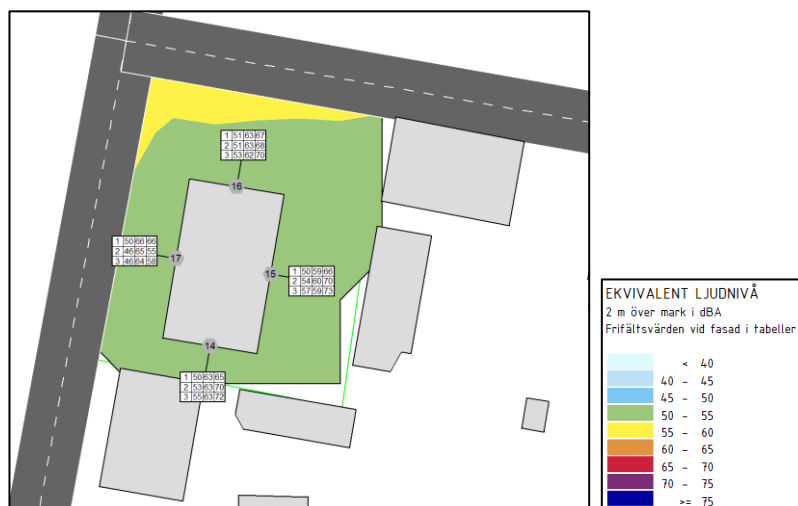 16
1 51 63 67
2 51 63 68
3 53 62 70
17
1 50 66 66
2 46 65 55
3 46 64 58
15
1 50 59 66
2 54 60 70
3 57 59 73
14
1 50 63 65
2 53 63 70
3 55 63 72
EKVIVALENT LJUDNIVÅ
2 m över mark i dBA
Frifältsvärden vid fasad i tabeller
< 40
40 - 45
45 - 50
50 - 55
55 - 60
60 - 65
65 - 70
70 - 75
>= 75